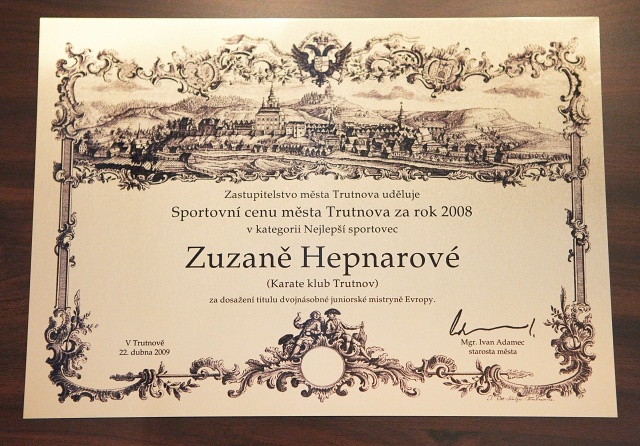 Zastupitelstvo města Trutnova uděluje
Sportovní cenu města Trutnova za rok 2008
v kategorii Nejlepší sportovec
Zuzaně Hepnarové
(Karate klub Trutnov)
za dosažení titulu dvojnásobné juniorské mistryně Evropy.
V Trutnově
22. dubna 2009
Mgr. Ivan Adamec
starosta města